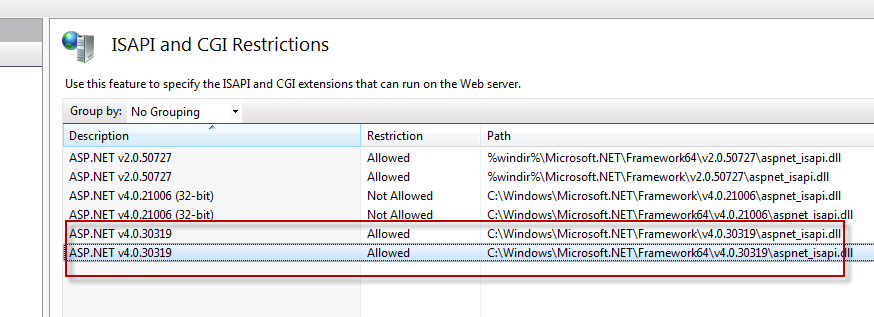 ISAPI and CGI Restrictions
Use this feature to specify the ISAPI and CGI extensions that can run on the Web server.
Group by: No Grouping
Description Restriction Path
ASP.NET v2.0.50727 Allowed %windir%\Microsoft.NET\Framework64\v2.0.50727\aspnet_isapi.dll
ASP.NET v2.0.50727 Allowed %windir%\Microsoft.NET\Framework\v2.0.50727\aspnet_isapi.dll
ASP.NET v4.0.21006 (32-bit) Not Allowed C:\Windows\Microsoft.NET\Framework\v4.0.21006\aspnet_isapi.dll
ASP.NET v4.0.21006 (32-bit) Not Allowed C:\Windows\Microsoft.NET\Framework64\v4.0.21006\aspnet_isapi.dll
ASP.NET v4.0.30319 Allowed C:\Windows\Microsoft.NET\Framework\v4.0.30319\aspnet_isapi.dll
ASP.NET v4.0.30319 Allowed C:\Windows\Microsoft.NET\Framework64\v4.0.30319\aspnet_isapi.dll